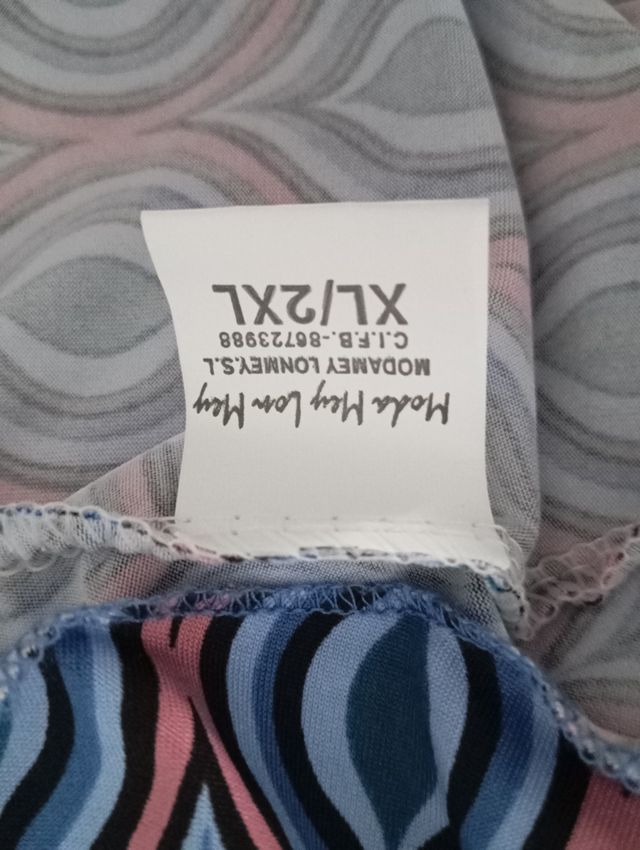 Moda Mey Lon Mey
MODAMEY LONMEY.S.L
C.I.F.B.-86723988
XL/2XL